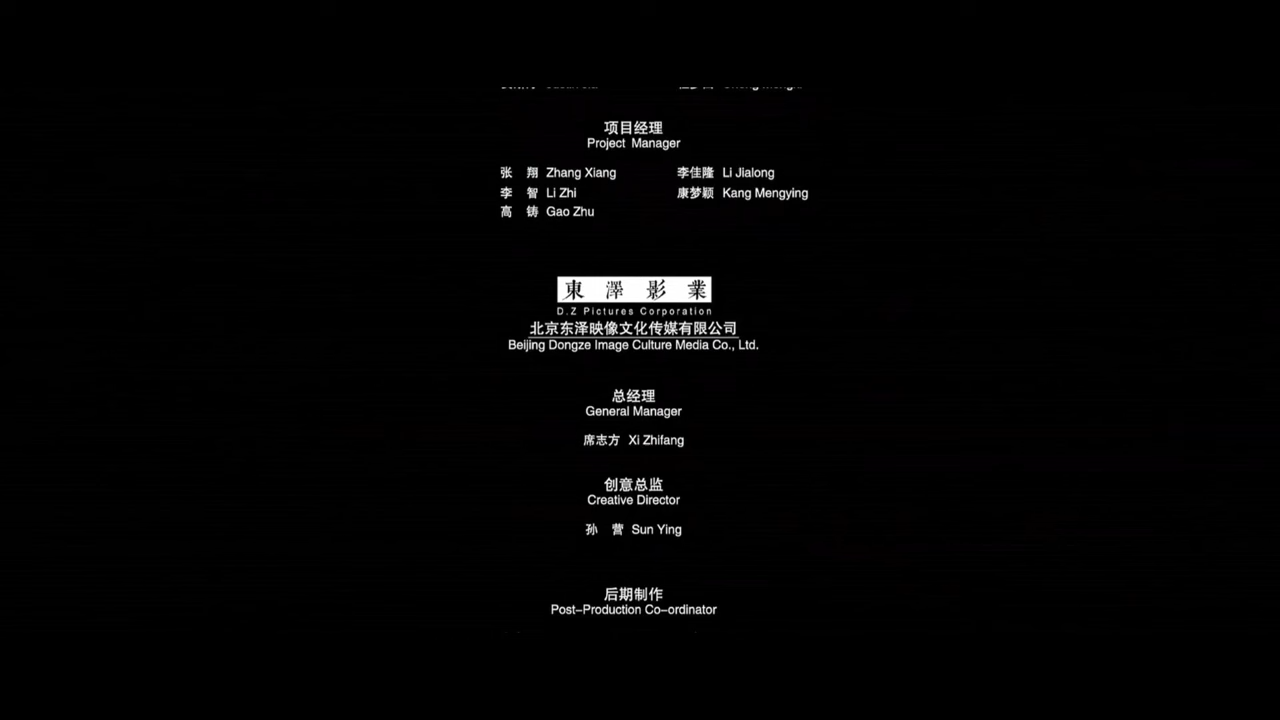 项目经理
Project Manager
张 翔 Zhang Xiang 李佳隆 Li Jialong
李 智 Li Zhi 康梦颖 Kang Mengying
高 铸 Gao Zhu
東澤影業
D.Z Pictures Corporation
北京东泽映像文化传媒有限公司
Beijing Dongze Image Culture Media Co., Ltd.
总经理
General Manager
席志方 Xi Zhifang
创意总监
Creative Director
孙 营 Sun Ying
后期制作
Post-Production Co-ordinator